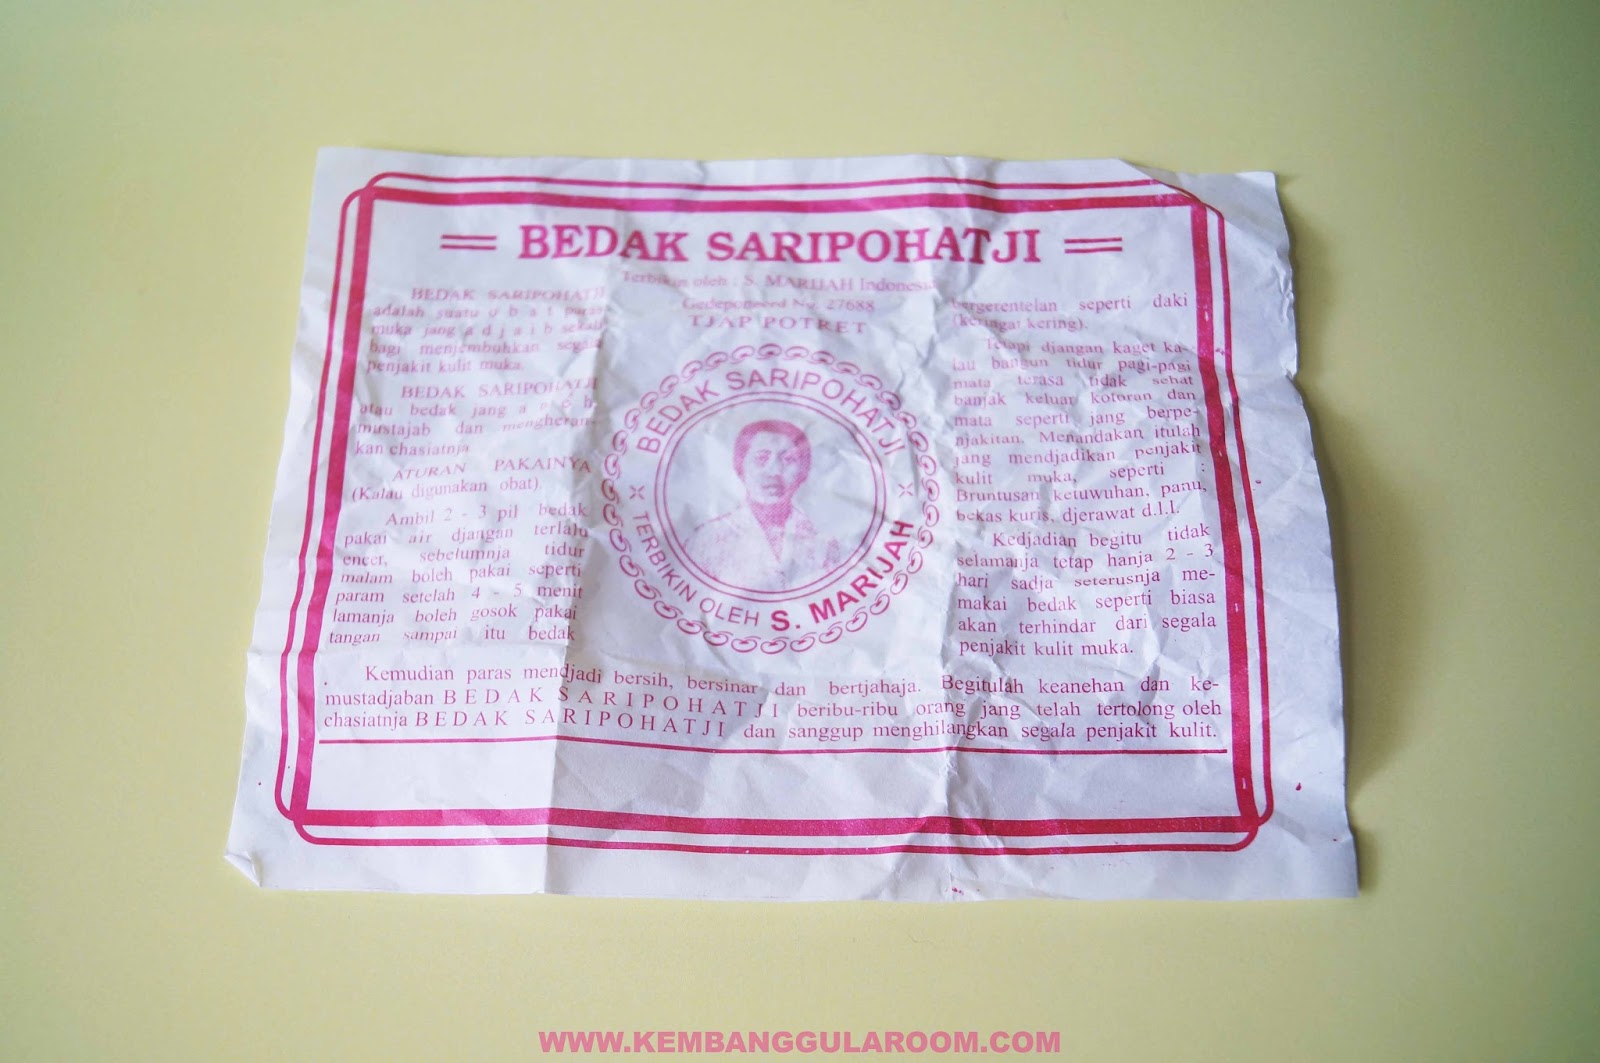 BEDAK SARIPOHATJI
Terbikin oleh : S. MARIJAH Indonesia
Gedeponeerd No. 27688
TJAP POTRET
BEDAK SARIPOHATJI
adalah suatu o b a t paras
muka jang a d j a i b sekali
bagi menjembuhkan segala
penjakit kulit muka.
BEDAK SARIPOHATJI
atau bedak jang
mustajab dan mengheran-
kan chasiatnja
ATURAN PAKAINYA
(Kalau digunakan obat).
Ambil 2 - 3 pil bedak
pakai air djangan terlalu
encer, sebelumnja tidur
malam boleh pakai seperti
param setelah 4 - 5 menit
lamanja boleh gosok pakai
tangan sampai itu bedak
BEDAK SARIPOHATJI
TERBIKIN OLEH S. MARIJAH
bergerentelan seperti daki
(keringat kering).
Tetapi djangan kaget ka-
lau bangun tidur pagi-pagi
mata terasa tidak sehat
banjak keluar kotoran dan
mata seperti jang berpe-
njakitan. Menandakan itulah
jang mendjadikan penjakit
kulit muka, seperti :
Bruntusan ketuwuhan, panu,
bekas kuris, djerawat d.l.l.
Kedjadian begitu tidak
selamanja tetap hanja 2 - 3
hari sadja seterusnja me-
makai bedak seperti biasa
akan terhindar dari segala
penjakit kulit muka.
Kemudian paras mendjadi bersih, bersinar dan bertjahaja. Begitulah keanehan dan ke-
mustadjaban B E D A K S A R I P O H A T J I beribu-ribu orang jang telah tertolong oleh
chasiatnja B E D A K S A R I P O H A T J I dan sanggup menghilangkan segala penjakit kulit.
WWW.KEMBANGGULAROOM.COM